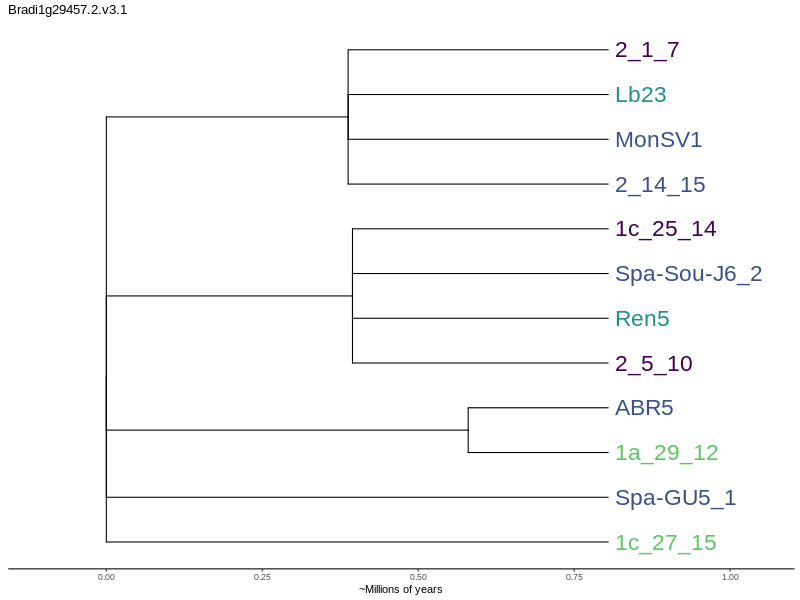 Bradi1g29457.2.v3.1
2_1_7
Lb23
MonSV1
2_14_15
1c_25_14
Spa-Sou-J6_2
Ren5
2_5_10
ABR5
1a_29_12
Spa-GU5_1
1c_27_15
0.00 0.25 0.50 0.75 1.00
~Millions of years